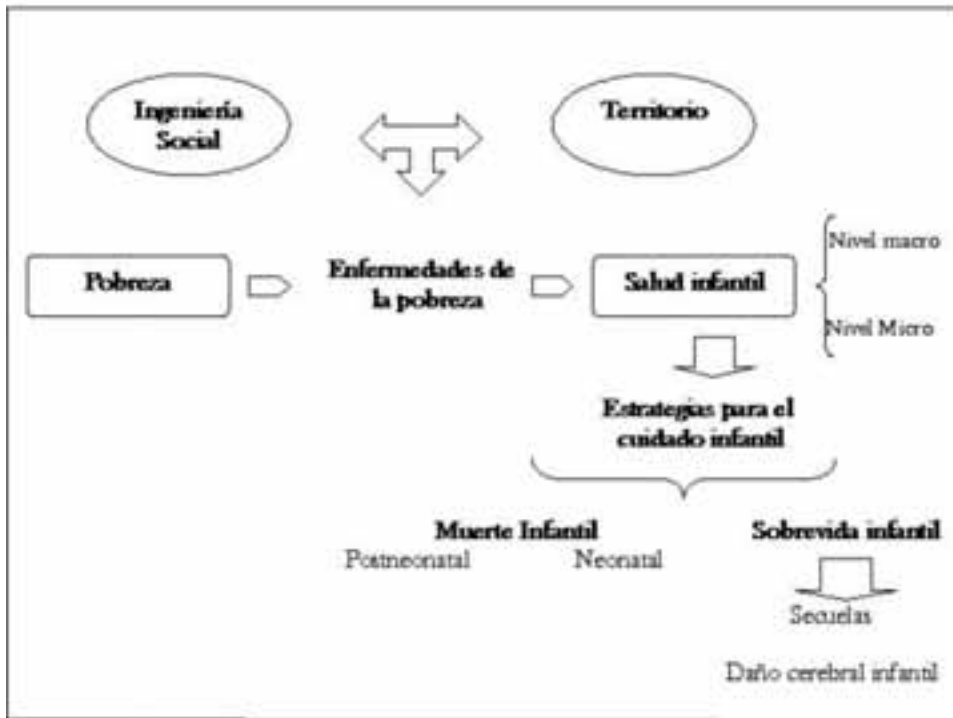 Ingeniería
Social
Territorio
Pobreza
Enfermedades de
la pobreza
Salud infantil
Nivel macro
Nivel Micro
Estrategias para el
cuidado infantil
Muerte Infantil
Postneonatal
Neonatal
Sobrevida infantil
Secuelas
Daño cerebral infantil